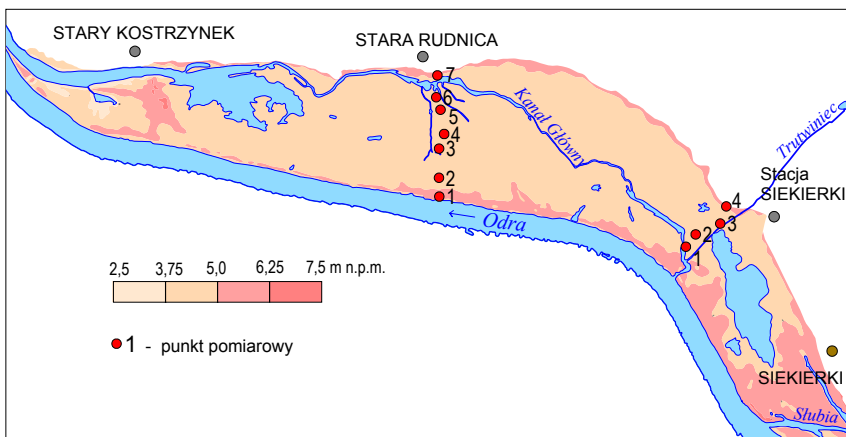 STARY KOSTRZYNEK
STARA RUDNICA
7
6
5
4
3
2
1
Kanał Główny
Trutwiniec
Stacja
SIEKIERKI
4
3
2
1
← Odra
2,5 3,75 5,0 6,25 7,5 m n.p.m.
1 - punkt pomiarowy
SIEKIERKI
Słubia